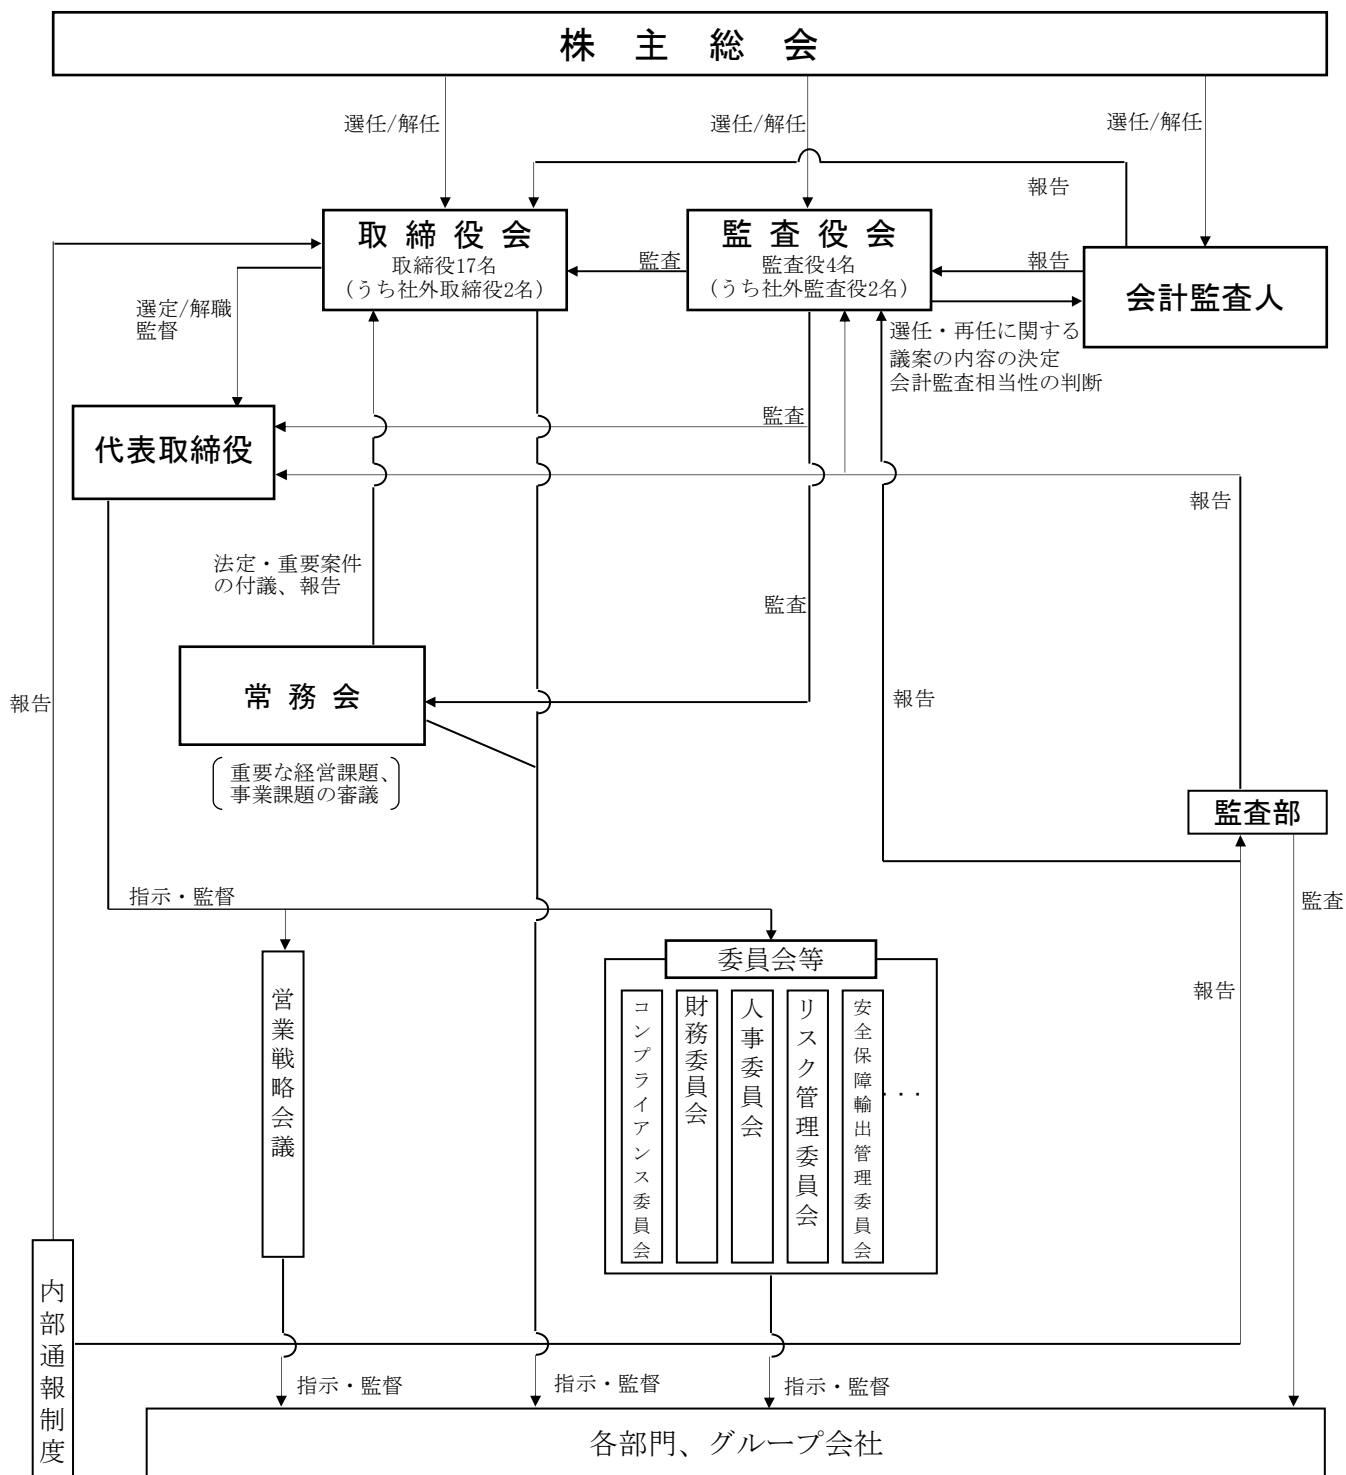 株主総会
選任/解任
選任/解任
選任/解任
報告
取締役会
取締役17名
(うち社外取締役2名)
監査
監査役会
監査役4名
(うち社外監査役2名)
報告
会計監査人
選定/解職
監督
選任・再任に関する
議案の内容の決定
会計監査相当性の判断
監査
代表取締役
報告
法定・重要案件
の付議、報告
監査
常務会
報告
報告
重要な経営課題、
事業課題の審議
監査部
指示・監督
監査
委員会等
営業戦略会議
コンプライアンス委員会
財務委員会
人事委員会
リスク管理委員会
安全保障輸出管理委員会
・・・
報告
内部通報制度
指示・監督
指示・監督
指示・監督
各部門、グループ会社